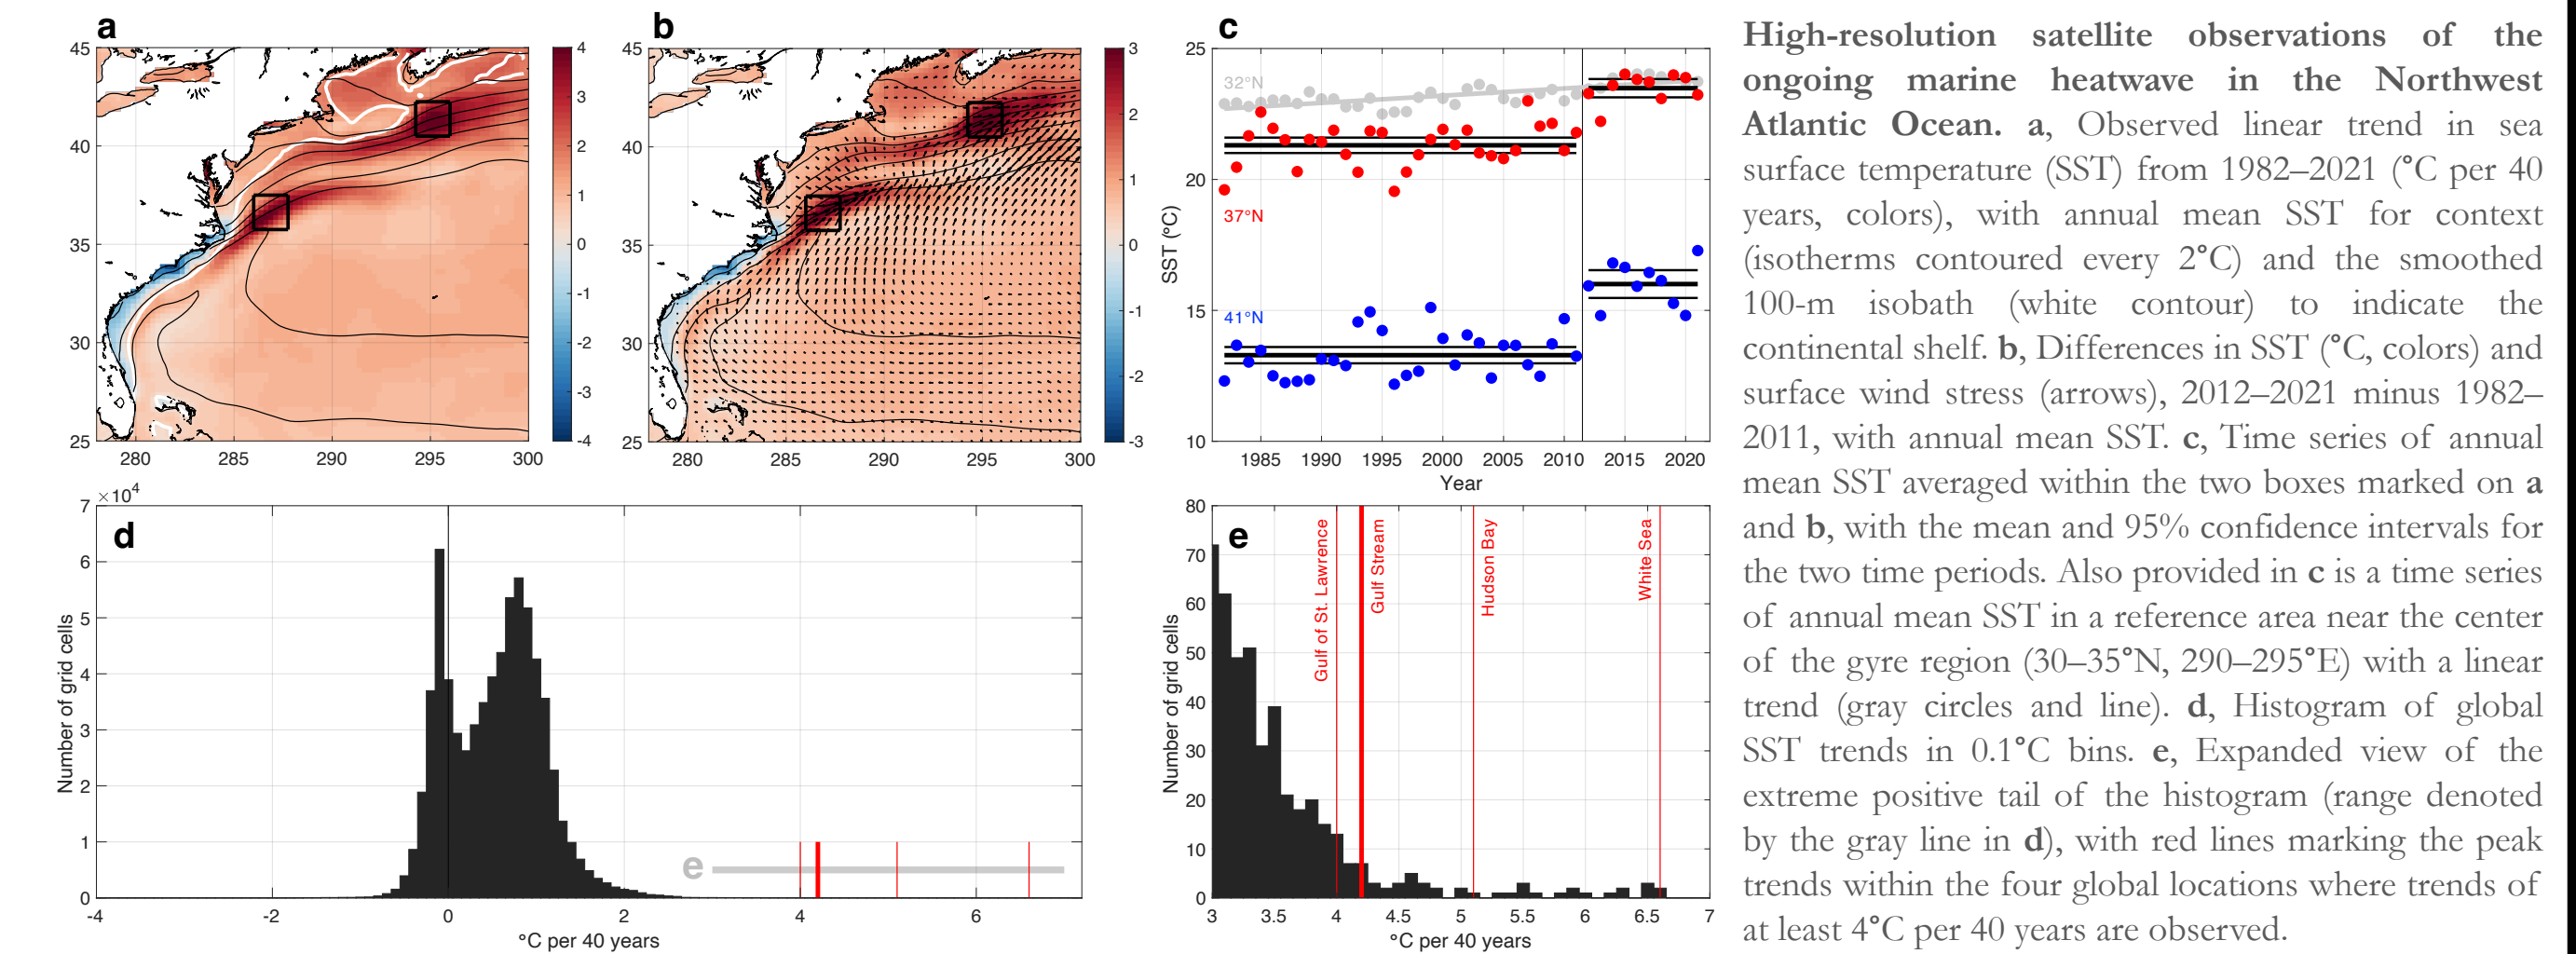 a
45
40
35
30
25
280
285
290
295
300
4
3
2
1
0
-1
-2
-3
-4
b
45
40
35
30
25
280
285
290
295
300
3
2
1
0
-1
-2
-3
c
25
20
15
10
SST (°C)
32°N
37°N
41°N
1985
1990
1995
2000
2005
2010
2015
2020
Year
d
×10⁴
7
6
5
4
3
2
1
0
Number of grid cells
e
-4
-2
0
2
4
6
°C per 40 years
e
80
70
60
50
40
30
20
10
0
Number of grid cells
Gulf of St. Lawrence
Gulf Stream
Hudson Bay
White Sea
3
3.5
4
4.5
5
5.5
6
6.5
7
°C per 40 years
High-resolution satellite observations of the
ongoing marine heatwave in the Northwest
Atlantic Ocean. a, Observed linear trend in sea
surface temperature (SST) from 1982–2021 (°C per 40
years, colors), with annual mean SST for context
(isotherms contoured every 2°C) and the smoothed
100-m isobath (white contour) to indicate the
continental shelf. b, Differences in SST (°C, colors) and
surface wind stress (arrows), 2012–2021 minus 1982–
2011, with annual mean SST. c, Time series of annual
mean SST averaged within the two boxes marked on a
and b, with the mean and 95% confidence intervals for
the two time periods. Also provided in c is a time series
of annual mean SST in a reference area near the center
of the gyre region (30–35°N, 290–295°E) with a linear
trend (gray circles and line). d, Histogram of global
SST trends in 0.1°C bins. e, Expanded view of the
extreme positive tail of the histogram (range denoted
by the gray line in d), with red lines marking the peak
trends within the four global locations where trends of
at least 4°C per 40 years are observed.